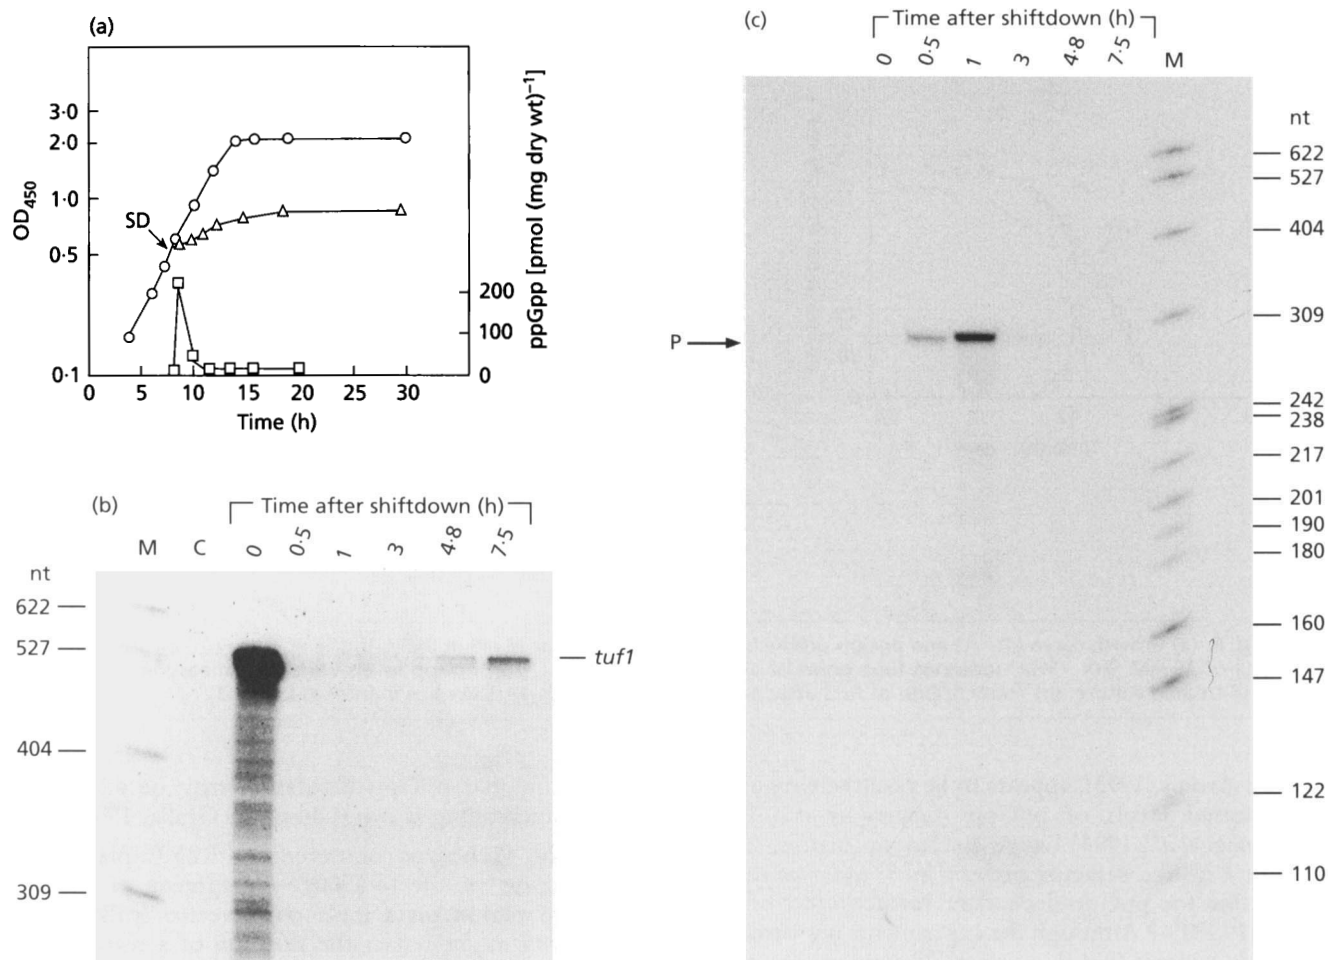 (a)
3·0
2·0
1·0
0·5
0·1
OD450
SD
200
100
0
ppGpp [pmol (mg dry wt)−1]
0 5 10 15 20 25 30
Time (h)
(b)
Time after shiftdown (h)
M C 0 0·5 1 3 4·8 7·5
nt
622
527
404
309
tuf1
(c)
Time after shiftdown (h)
0 0·5 1 3 4·8 7·5 M
nt
622
527
404
309
P
242
238
217
201
190
180
160
147
122
110